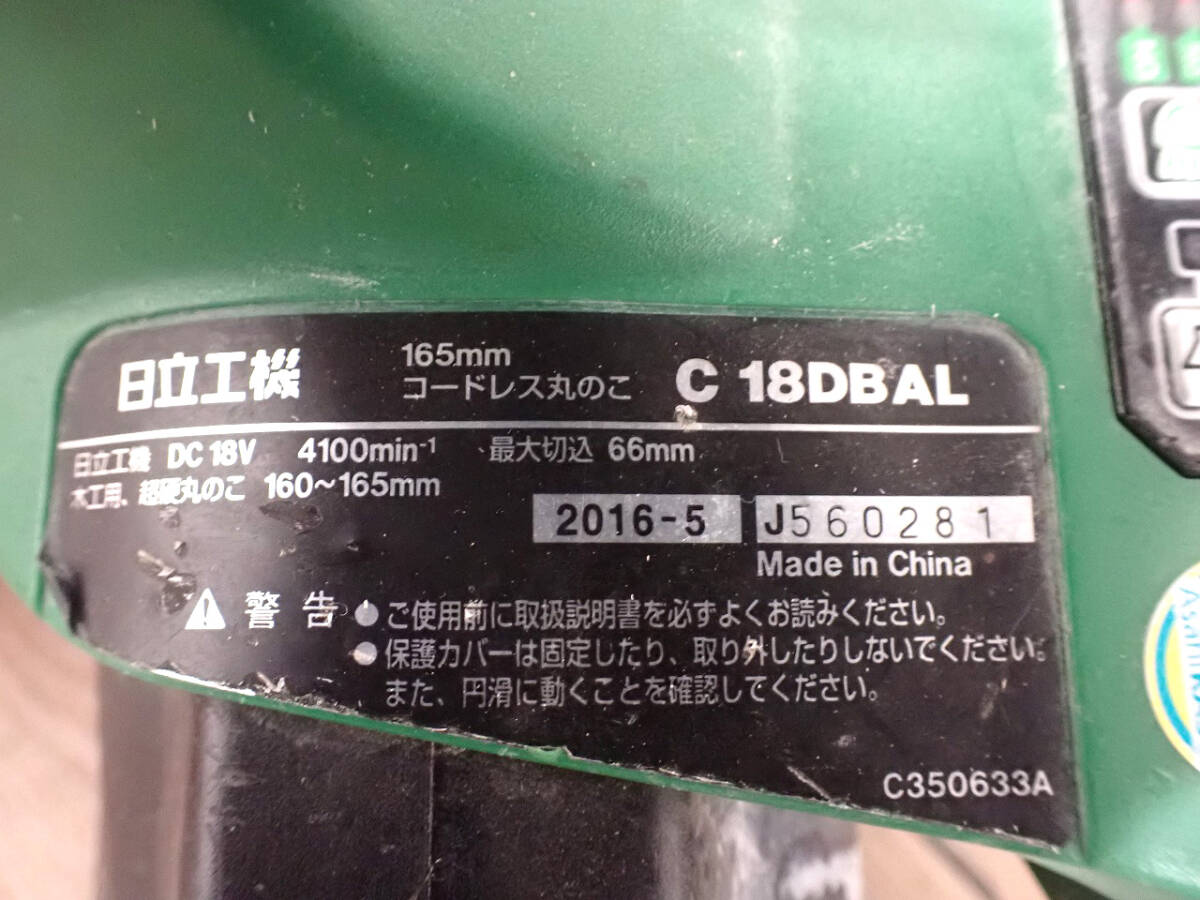 日立工機 165mm コードレス丸のこ C 18DBAL
日立工機 DC 18V 4100min⁻¹ 最大切込 66mm
木工用、超硬丸のこ 160~165mm
2016-5 J560281
Made in China
警告 ●ご使用前に取扱説明書を必ずよくお読みください。
●保護カバーは固定したり、取り外したりしないでください。
また、円滑に動くことを確認してください。
C350633A